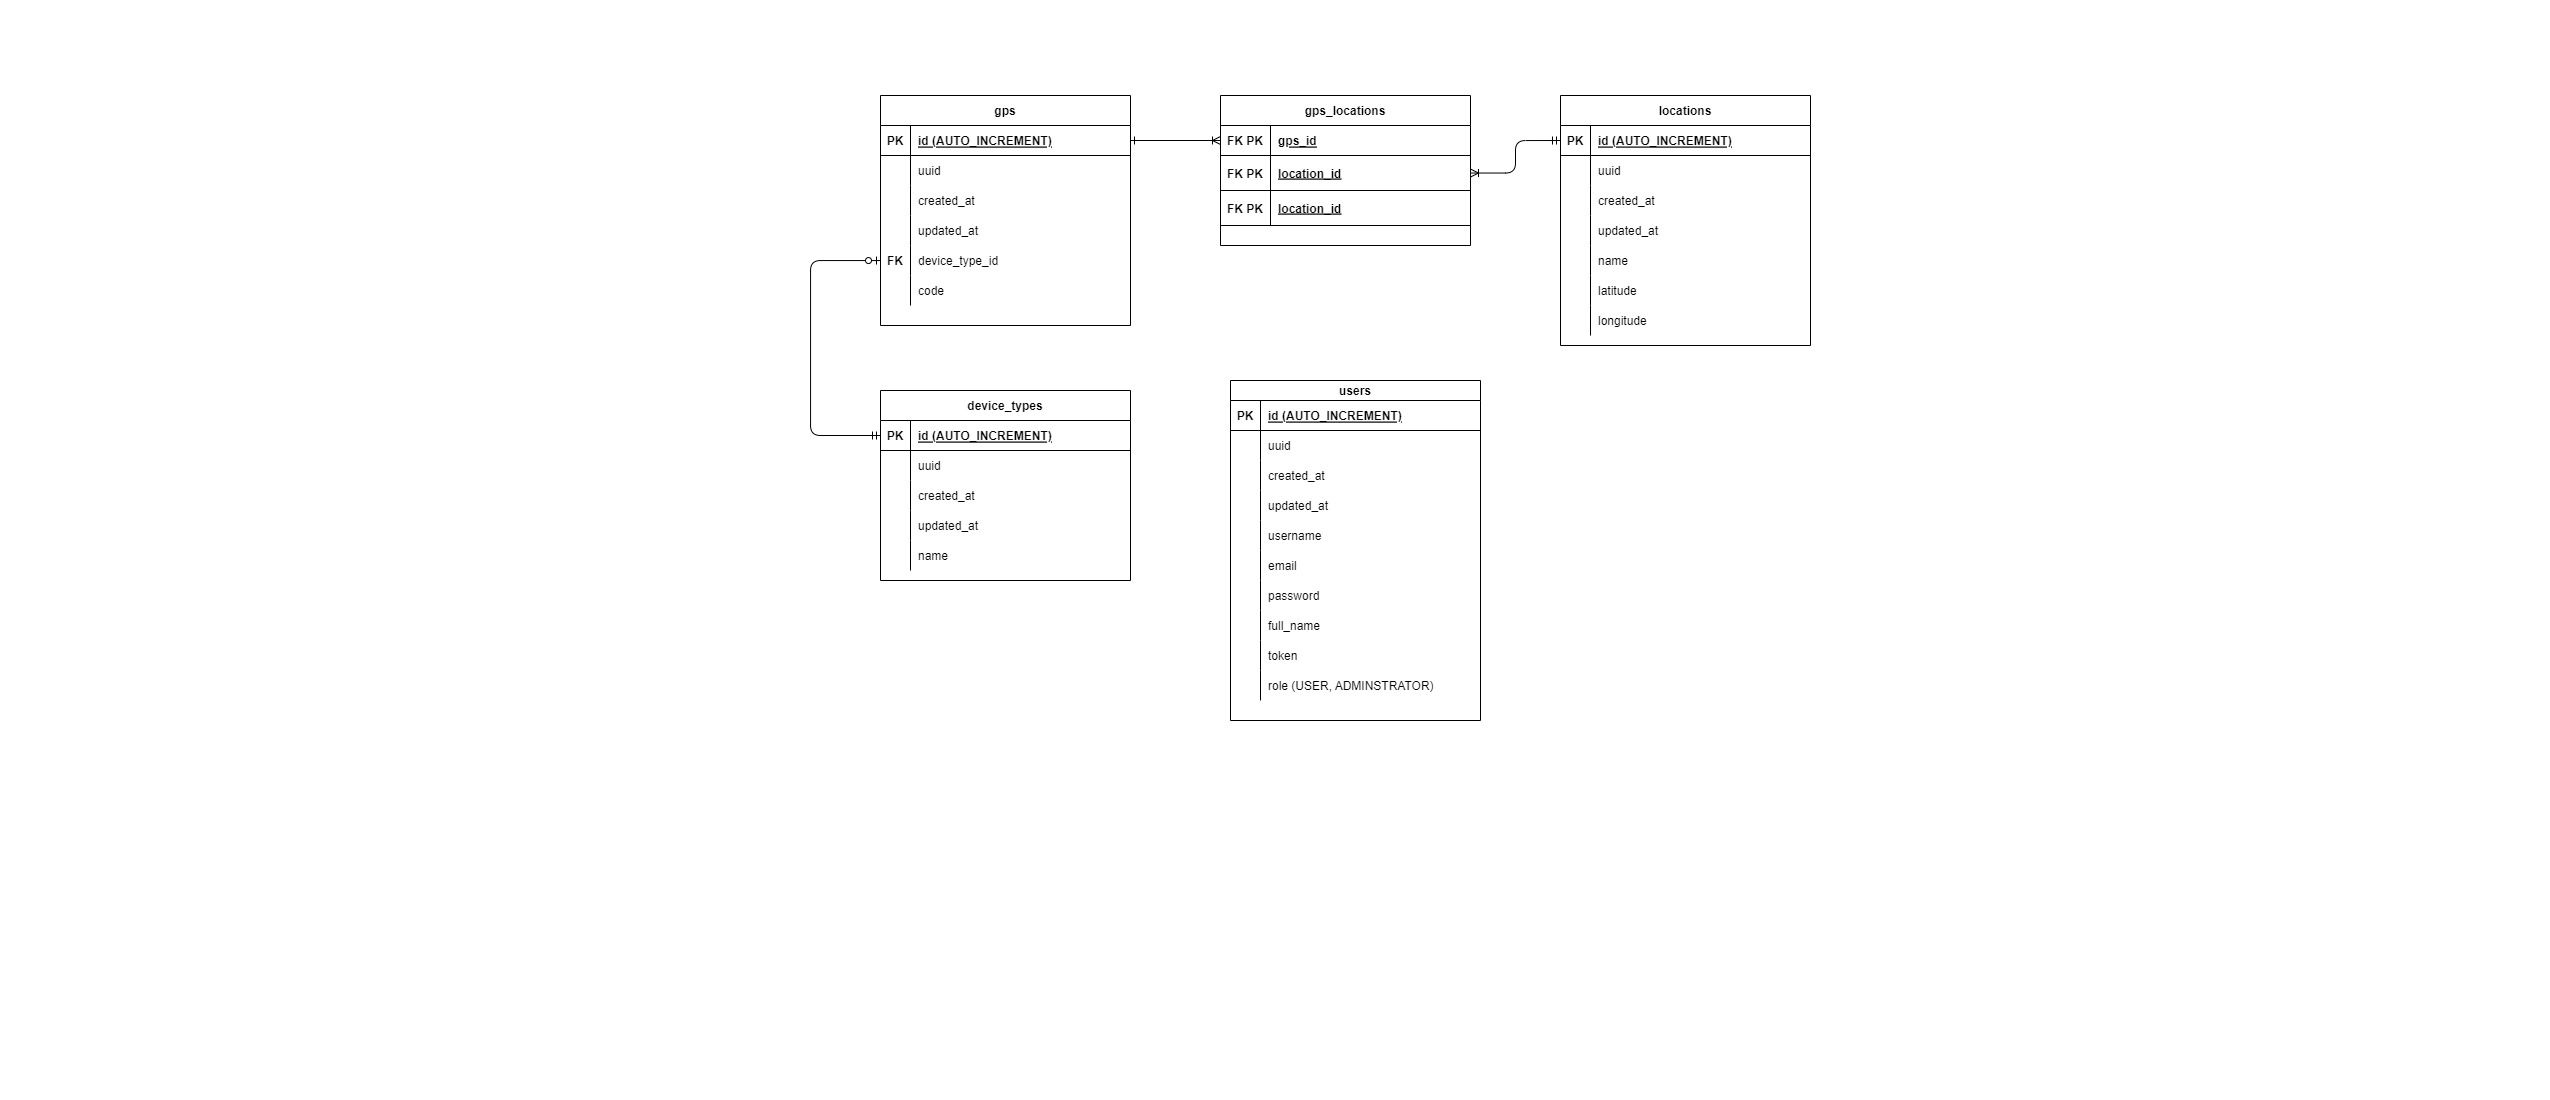 gps
PK id (AUTO_INCREMENT)
uuid
created_at
updated_at
FK device_type_id
code
gps_locations
FK PK gps_id
FK PK location_id
FK PK location_id
locations
PK id (AUTO_INCREMENT)
uuid
created_at
updated_at
name
latitude
longitude
device_types
PK id (AUTO_INCREMENT)
uuid
created_at
updated_at
name
users
PK id (AUTO_INCREMENT)
uuid
created_at
updated_at
username
email
password
full_name
token
role (USER, ADMINSTRATOR)